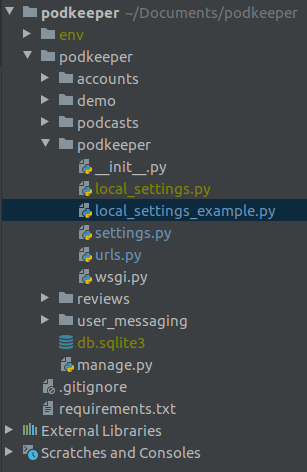 podkeeper ~/Documents/podkeeper
env
podkeeper
accounts
demo
podcasts
podkeeper
__init__.py
local_settings.py
local_settings_example.py
settings.py
urls.py
wsgi.py
reviews
user_messaging
db.sqlite3
manage.py
.gitignore
requirements.txt
External Libraries
Scratches and Consoles